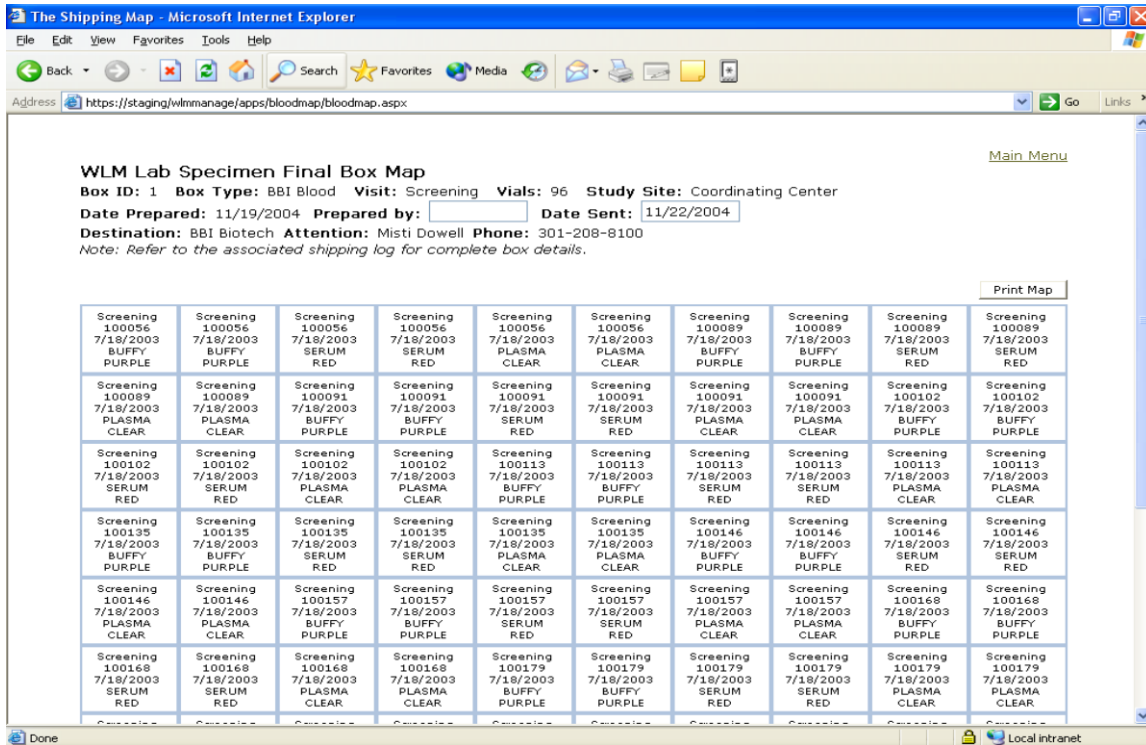 The Shipping Map - Microsoft Internet Explorer
File Edit View Favorites Tools Help
Back Search Favorites Media
Address https://staging/wlmmanage/apps/bloodmap/bloodmap.aspx Go Links
Main Menu
WLM Lab Specimen Final Box Map
Box ID: 1 Box Type: BBI Blood Visit: Screening Vials: 96 Study Site: Coordinating Center
Date Prepared: 11/19/2004 Prepared by: Date Sent: 11/22/2004
Destination: BBI Biotech Attention: Misti Dowell Phone: 301-208-8100
Note: Refer to the associated shipping log for complete box details.
Print Map
Screening Screening Screening Screening Screening Screening Screening Screening Screening Screening
100056 100056 100056 100056 100056 100056 100089 100089 100089 100089
7/18/2003 7/18/2003 7/18/2003 7/18/2003 7/18/2003 7/18/2003 7/18/2003 7/18/2003 7/18/2003 7/18/2003
BUFFY BUFFY SERUM SERUM PLASMA PLASMA BUFFY BUFFY SERUM SERUM
PURPLE PURPLE RED RED CLEAR CLEAR PURPLE PURPLE RED RED
Screening Screening Screening Screening Screening Screening Screening Screening Screening Screening
100089 100089 100091 100091 100091 100091 100091 100091 100102 100102
7/18/2003 7/18/2003 7/18/2003 7/18/2003 7/18/2003 7/18/2003 7/18/2003 7/18/2003 7/18/2003 7/18/2003
PLASMA PLASMA BUFFY BUFFY SERUM SERUM PLASMA PLASMA BUFFY BUFFY
CLEAR CLEAR PURPLE PURPLE RED RED CLEAR CLEAR PURPLE PURPLE
Screening Screening Screening Screening Screening Screening Screening Screening Screening Screening
100102 100102 100102 100102 100113 100113 100113 100113 100113 100113
7/18/2003 7/18/2003 7/18/2003 7/18/2003 7/18/2003 7/18/2003 7/18/2003 7/18/2003 7/18/2003 7/18/2003
SERUM SERUM PLASMA PLASMA BUFFY BUFFY SERUM SERUM PLASMA PLASMA
RED RED CLEAR CLEAR PURPLE PURPLE RED RED CLEAR CLEAR
Screening Screening Screening Screening Screening Screening Screening Screening Screening Screening
100135 100135 100135 100135 100135 100135 100146 100146 100146 100146
7/18/2003 7/18/2003 7/18/2003 7/18/2003 7/18/2003 7/18/2003 7/18/2003 7/18/2003 7/18/2003 7/18/2003
BUFFY BUFFY SERUM SERUM PLASMA PLASMA BUFFY BUFFY SERUM SERUM
PURPLE PURPLE RED RED CLEAR CLEAR PURPLE PURPLE RED RED
Screening Screening Screening Screening Screening Screening Screening Screening Screening Screening
100146 100146 100157 100157 100157 100157 100157 100157 100168 100168
7/18/2003 7/18/2003 7/18/2003 7/18/2003 7/18/2003 7/18/2003 7/18/2003 7/18/2003 7/18/2003 7/18/2003
PLASMA PLASMA BUFFY BUFFY SERUM SERUM PLASMA PLASMA BUFFY BUFFY
CLEAR CLEAR PURPLE PURPLE RED RED CLEAR CLEAR PURPLE PURPLE
Screening Screening Screening Screening Screening Screening Screening Screening Screening Screening
100168 100168 100168 100168 100179 100179 100179 100179 100179 100179
7/18/2003 7/18/2003 7/18/2003 7/18/2003 7/18/2003 7/18/2003 7/18/2003 7/18/2003 7/18/2003 7/18/2003
SERUM SERUM PLASMA PLASMA BUFFY BUFFY SERUM SERUM PLASMA PLASMA
RED RED CLEAR CLEAR PURPLE PURPLE RED RED CLEAR CLEAR
Done Local intranet